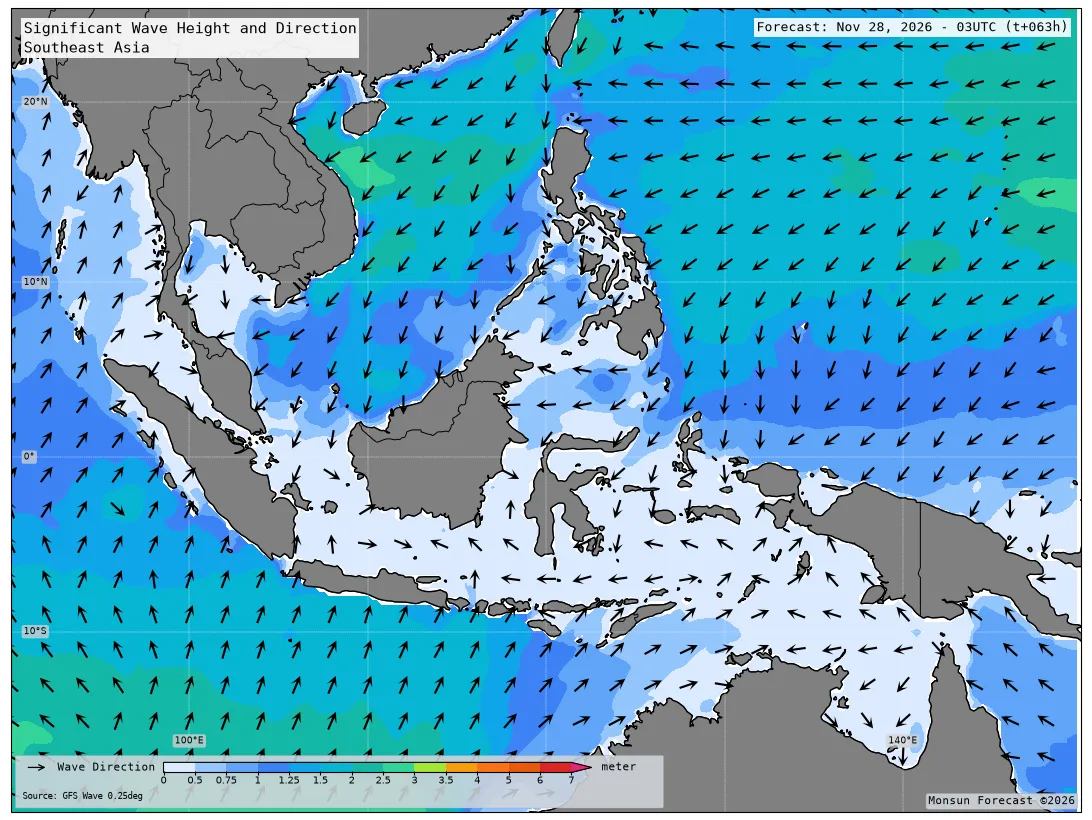 Significant Wave Height and Direction
Southeast Asia
Forecast: Nov 28, 2026 - 03UTC (t+063h)
20°N
10°N
0°
10°S
100°E
140°E
Wave Direction
meter
0 0.5 0.75 1 1.25 1.5 2 2.5 3 3.5 4 5 6 7
Source: GFS Wave 0.25deg
Monsun Forecast ©2026